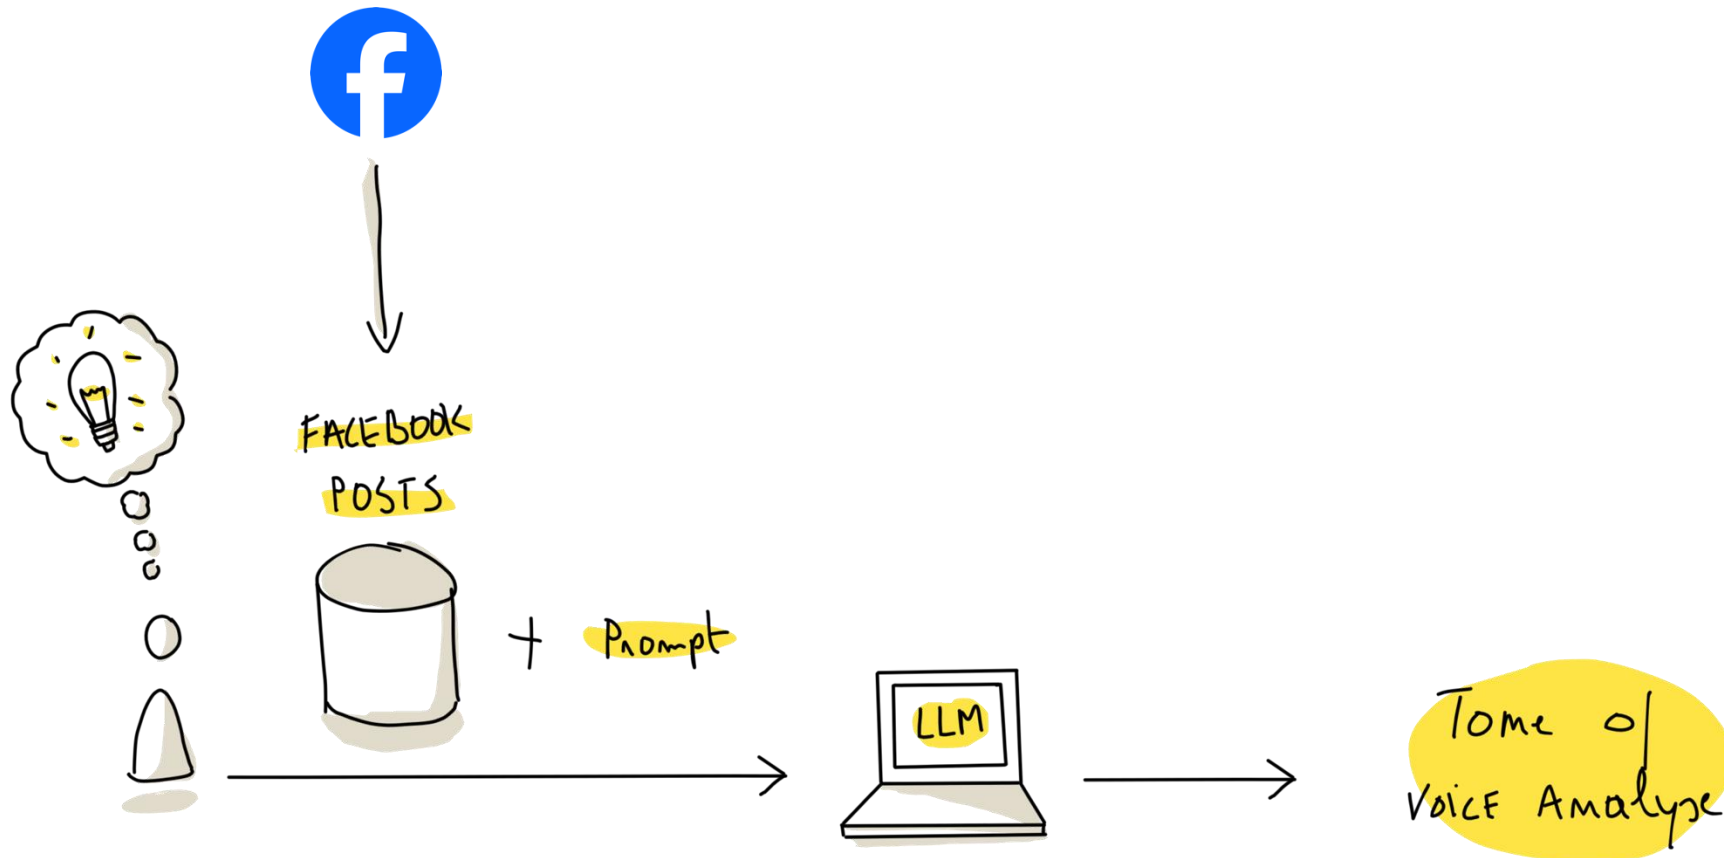 FACEBOOK
POSTS
+ Prompt
LLM
Tone of
Voice Analyse